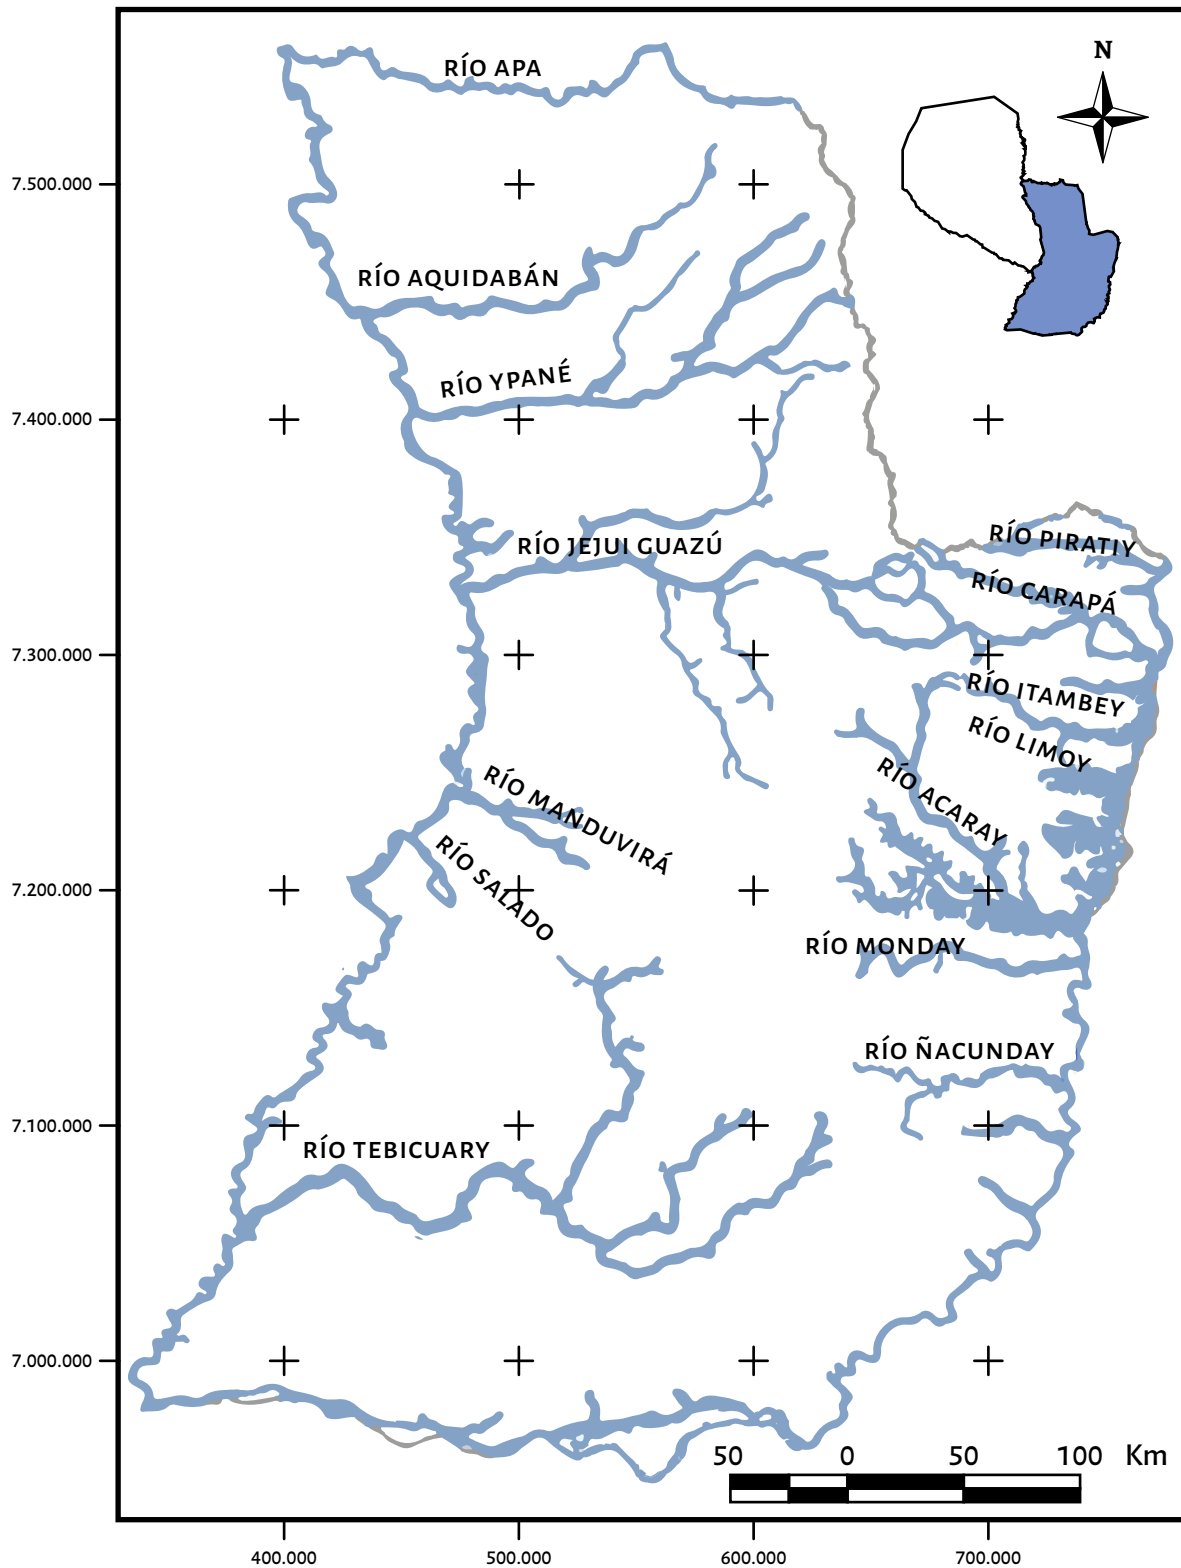 N
RÍO APA
7.500.000
RÍO AQUIDABÁN
RÍO YPANÉ
7.400.000
RÍO JEJUI GUAZÚ
RÍO PIRATIY
RÍO CARAPÁ
7.300.000
RÍO ITAMBEY
RÍO LIMOY
RÍO ACARAY
RÍO MANDUVIRÁ
RÍO SALADO
7.200.000
RÍO MONDAY
RÍO ÑACUNDAY
7.100.000
RÍO TEBICUARY
7.000.000
50 0 50 100 Km
400.000 500.000 600.000 700.000